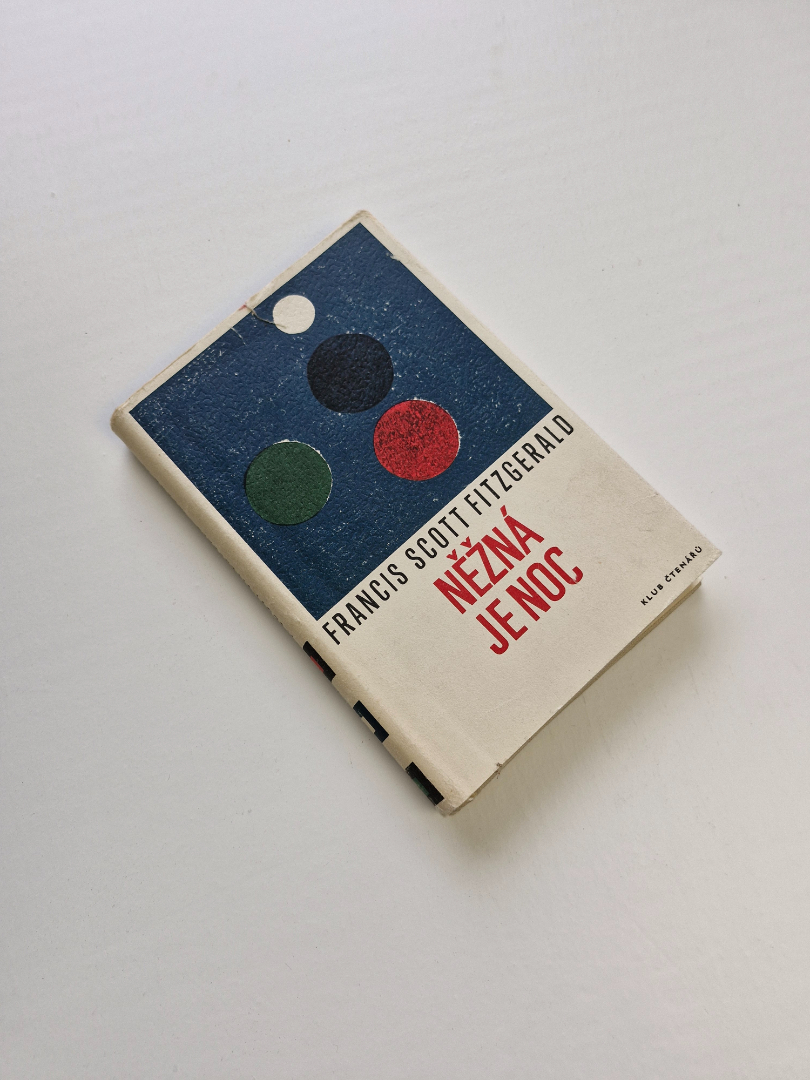 FRANCIS SCOTT FITZGERALD
NĚŽNÁ
JE NOC
KLUB ČTENÁŘŮ